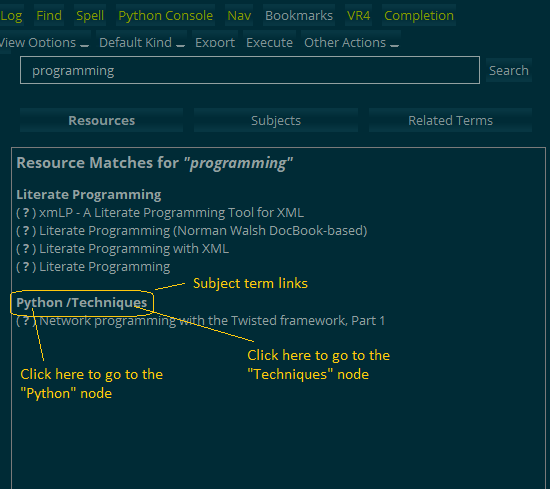 Log Find Spell Python Console Nav Bookmarks VR4 Completion
View Options Default Kind Export Execute Other Actions
programming Search
Resources Subjects Related Terms
Resource Matches for "programming"
Literate Programming
( ? ) xmLP - A Literate Programming Tool for XML
( ? ) Literate Programming (Norman Walsh DocBook-based)
( ? ) Literate Programming with XML
( ? ) Literate Programming
Subject term links
Python /Techniques
( ? ) Network programming with the Twisted framework, Part 1
Click here to go to the
"Techniques" node
Click here to go to the
"Python" node